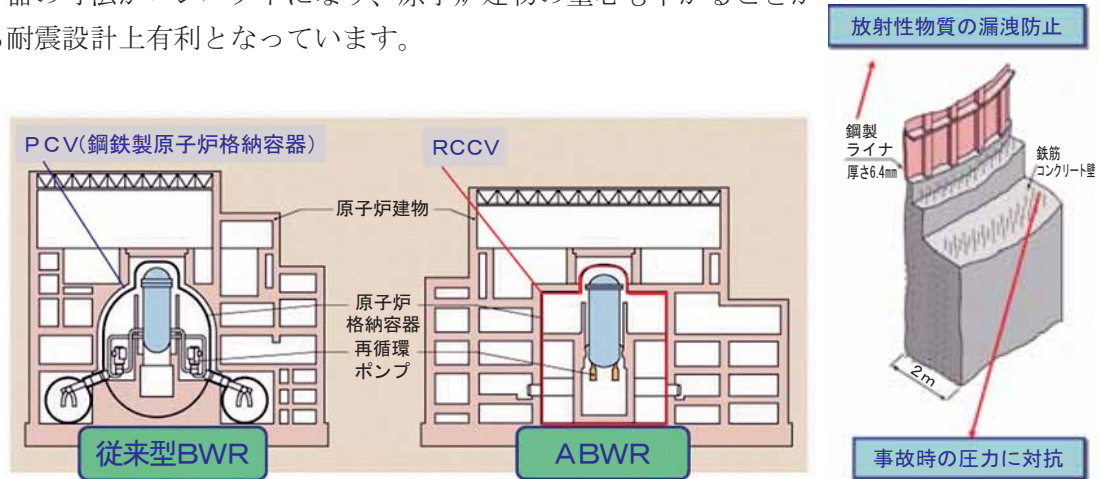 器の寸法がコンパクトになり、原子炉建物の重心も下がることか
ら耐震設計上有利となっています。
放射性物質の漏洩防止
PCV(鋼鉄製原子炉格納容器)
RCCV
原子炉建物
原子炉
格納容器
再循環
ポンプ
従来型BWR
ABWR
鋼製
ライナ
厚さ6.4㎜
鉄筋
コンクリート壁
2m
事故時の圧力に対抗